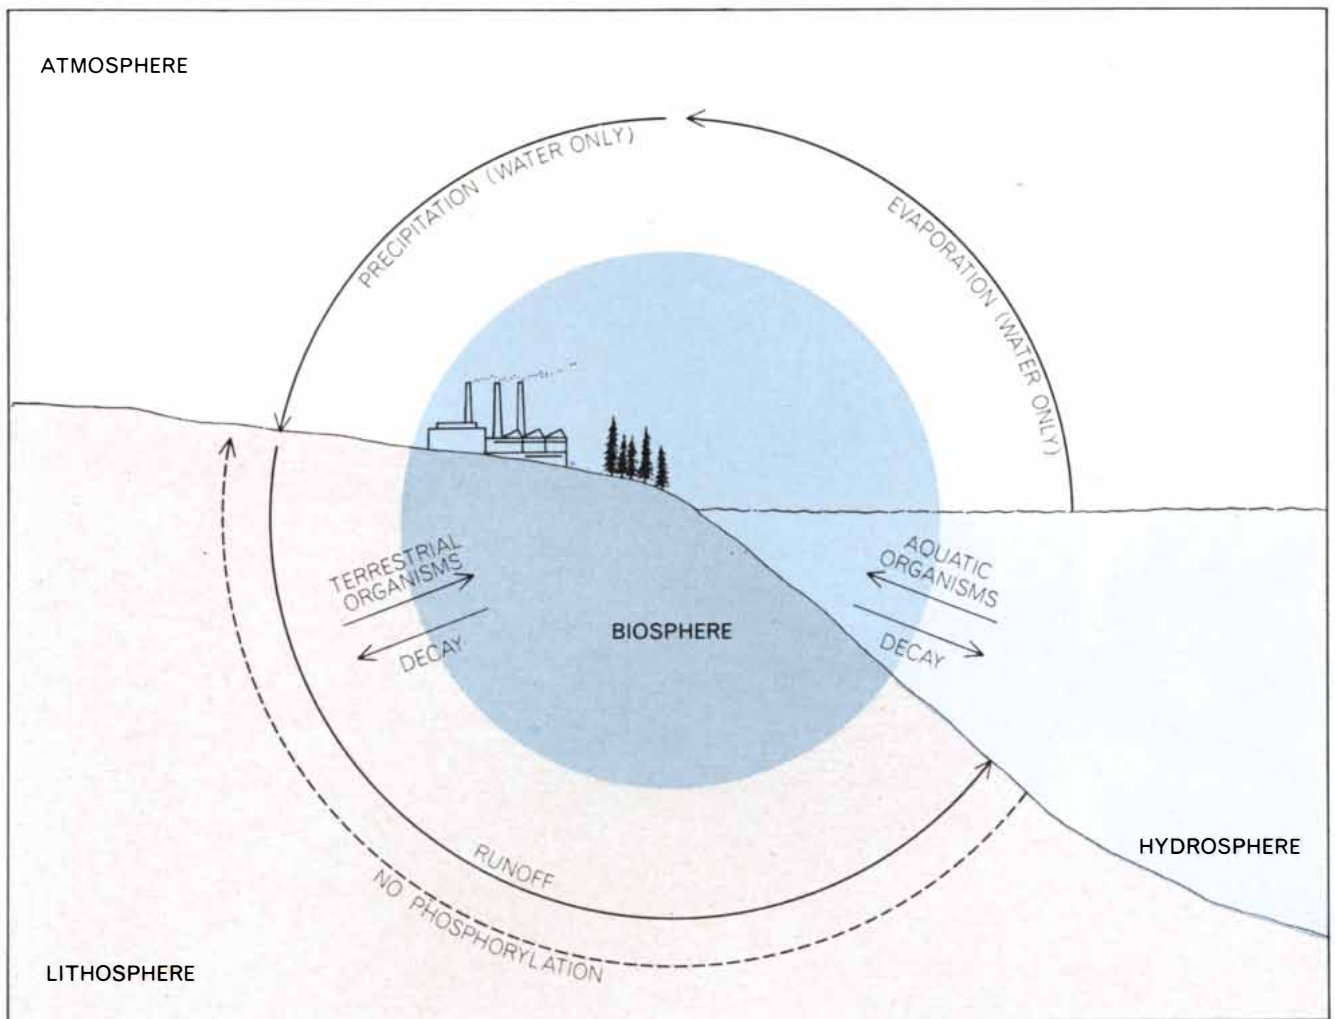 ATMOSPHERE
PRECIPITATION (WATER ONLY)
EVAPORATION (WATER ONLY)
TERRESTRIAL
ORGANISMS
DECAY
AQUATIC
ORGANISMS
DECAY
BIOSPHERE
RUNOFF
NO PHOSPHORYLATION
HYDROSPHERE
LITHOSPHERE